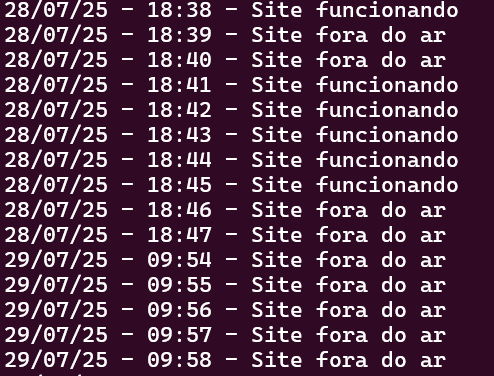 28/07/25 - 18:38 - Site funcionando
28/07/25 - 18:39 - Site fora do ar
28/07/25 - 18:40 - Site fora do ar
28/07/25 - 18:41 - Site funcionando
28/07/25 - 18:42 - Site funcionando
28/07/25 - 18:43 - Site funcionando
28/07/25 - 18:44 - Site funcionando
28/07/25 - 18:45 - Site funcionando
28/07/25 - 18:46 - Site fora do ar
28/07/25 - 18:47 - Site fora do ar
29/07/25 - 09:54 - Site fora do ar
29/07/25 - 09:55 - Site fora do ar
29/07/25 - 09:56 - Site fora do ar
29/07/25 - 09:57 - Site fora do ar
29/07/25 - 09:58 - Site fora do ar